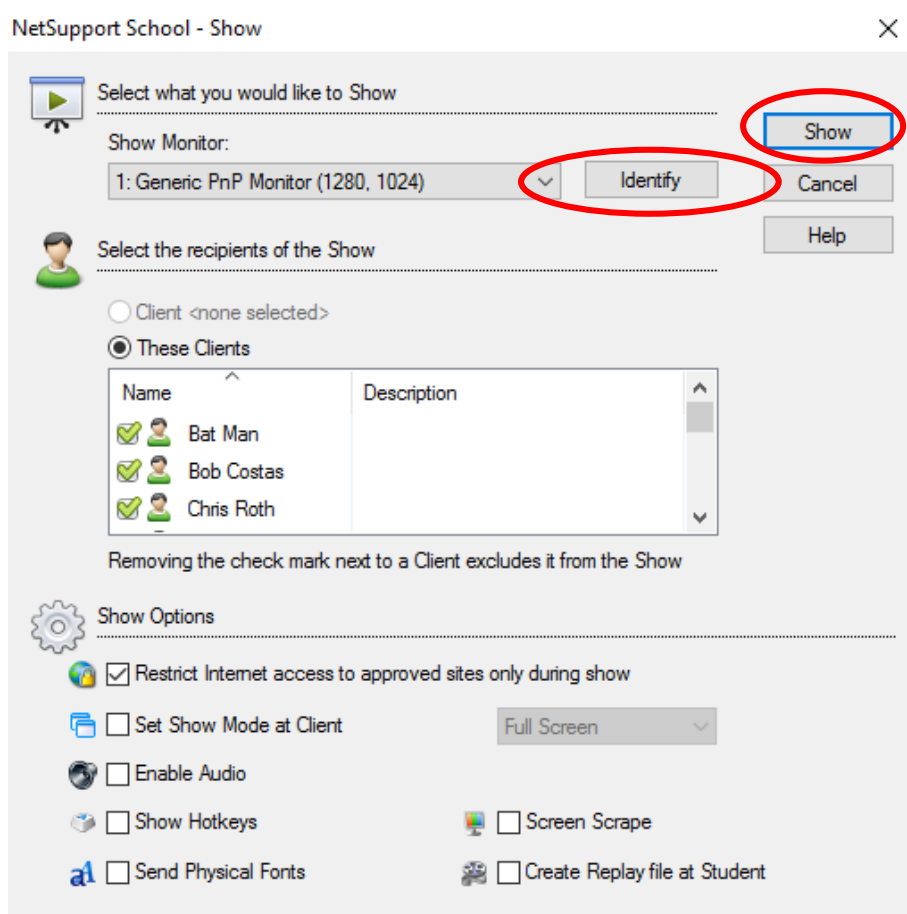 NetSupport School - Show
Select what you would like to Show
Show
Show Monitor:
1: Generic PnP Monitor (1280, 1024)
Identify
Cancel
Help
Select the recipients of the Show
Client <none selected>
These Clients
Name Description
Bat Man
Bob Costas
Chris Roth
Removing the check mark next to a Client excludes it from the Show
Show Options
Restrict Internet access to approved sites only during show
Set Show Mode at Client Full Screen
Enable Audio
Show Hotkeys Screen Scrape
Send Physical Fonts Create Replay file at Student